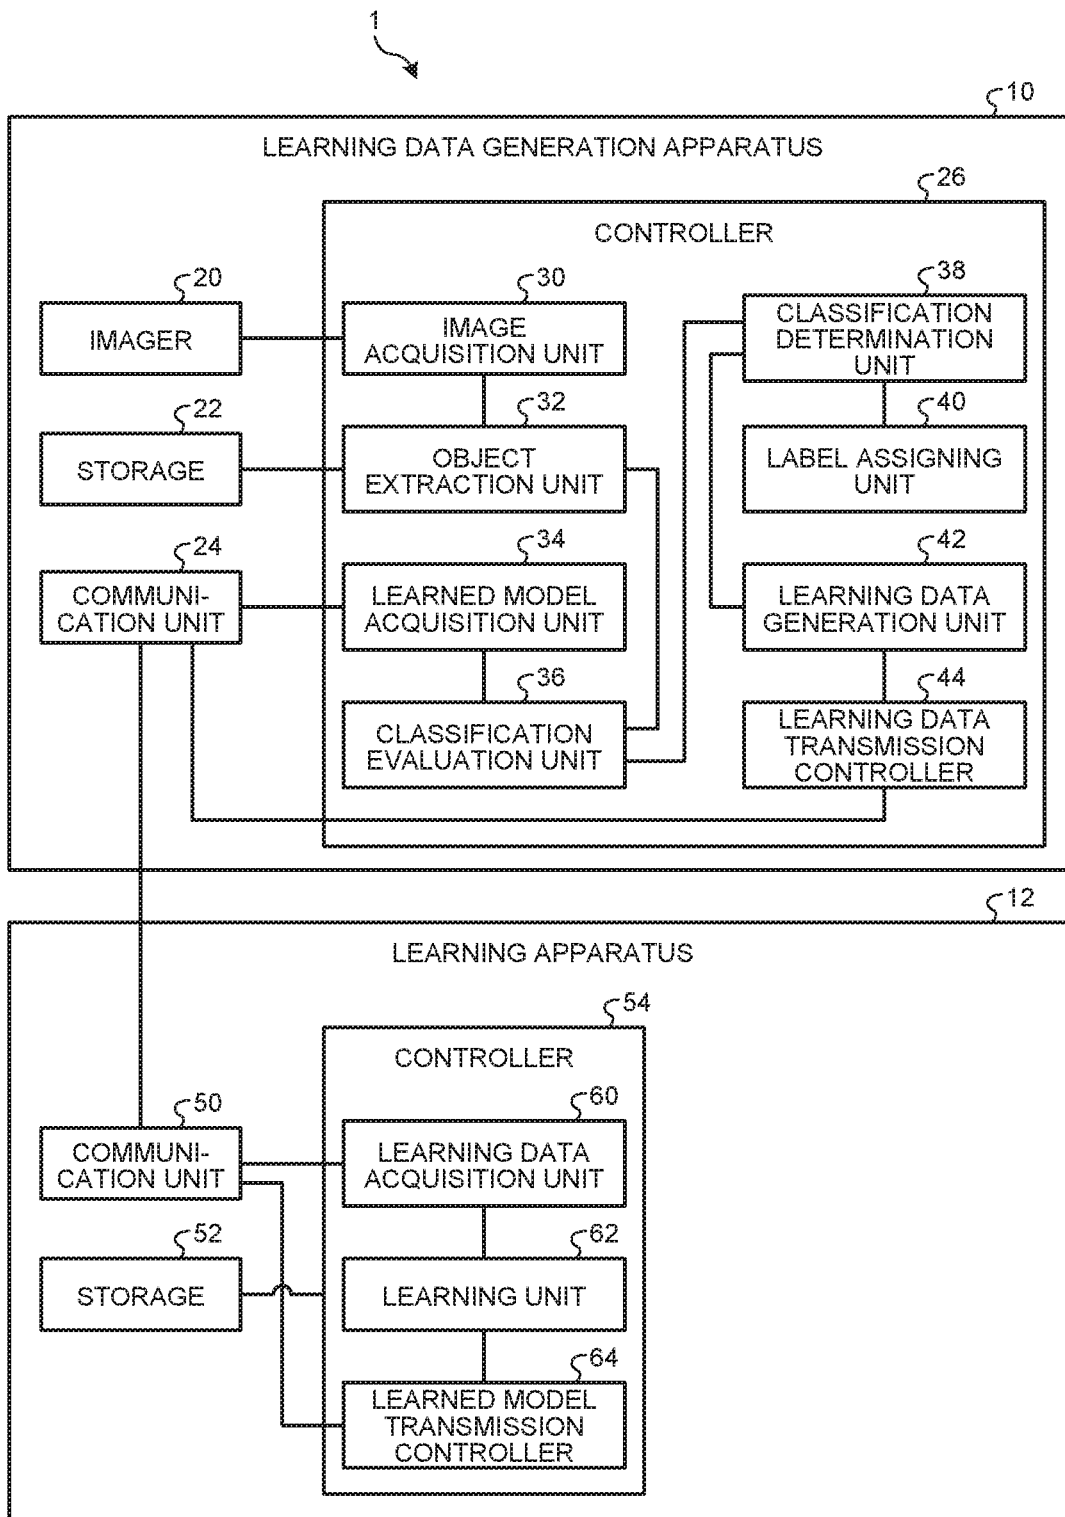 1
10
LEARNING DATA GENERATION APPARATUS
26
CONTROLLER
20
IMAGER
22
STORAGE
24
COMMUNI-
CATION UNIT
30
IMAGE
ACQUISITION UNIT
32
OBJECT
EXTRACTION UNIT
34
LEARNED MODEL
ACQUISITION UNIT
36
CLASSIFICATION
EVALUATION UNIT
38
CLASSIFICATION
DETERMINATION
UNIT
40
LABEL ASSIGNING
UNIT
42
LEARNING DATA
GENERATION UNIT
44
LEARNING DATA
TRANSMISSION
CONTROLLER
12
LEARNING APPARATUS
54
CONTROLLER
50
COMMUNI-
CATION UNIT
52
STORAGE
60
LEARNING DATA
ACQUISITION UNIT
62
LEARNING UNIT
64
LEARNED MODEL
TRANSMISSION
CONTROLLER